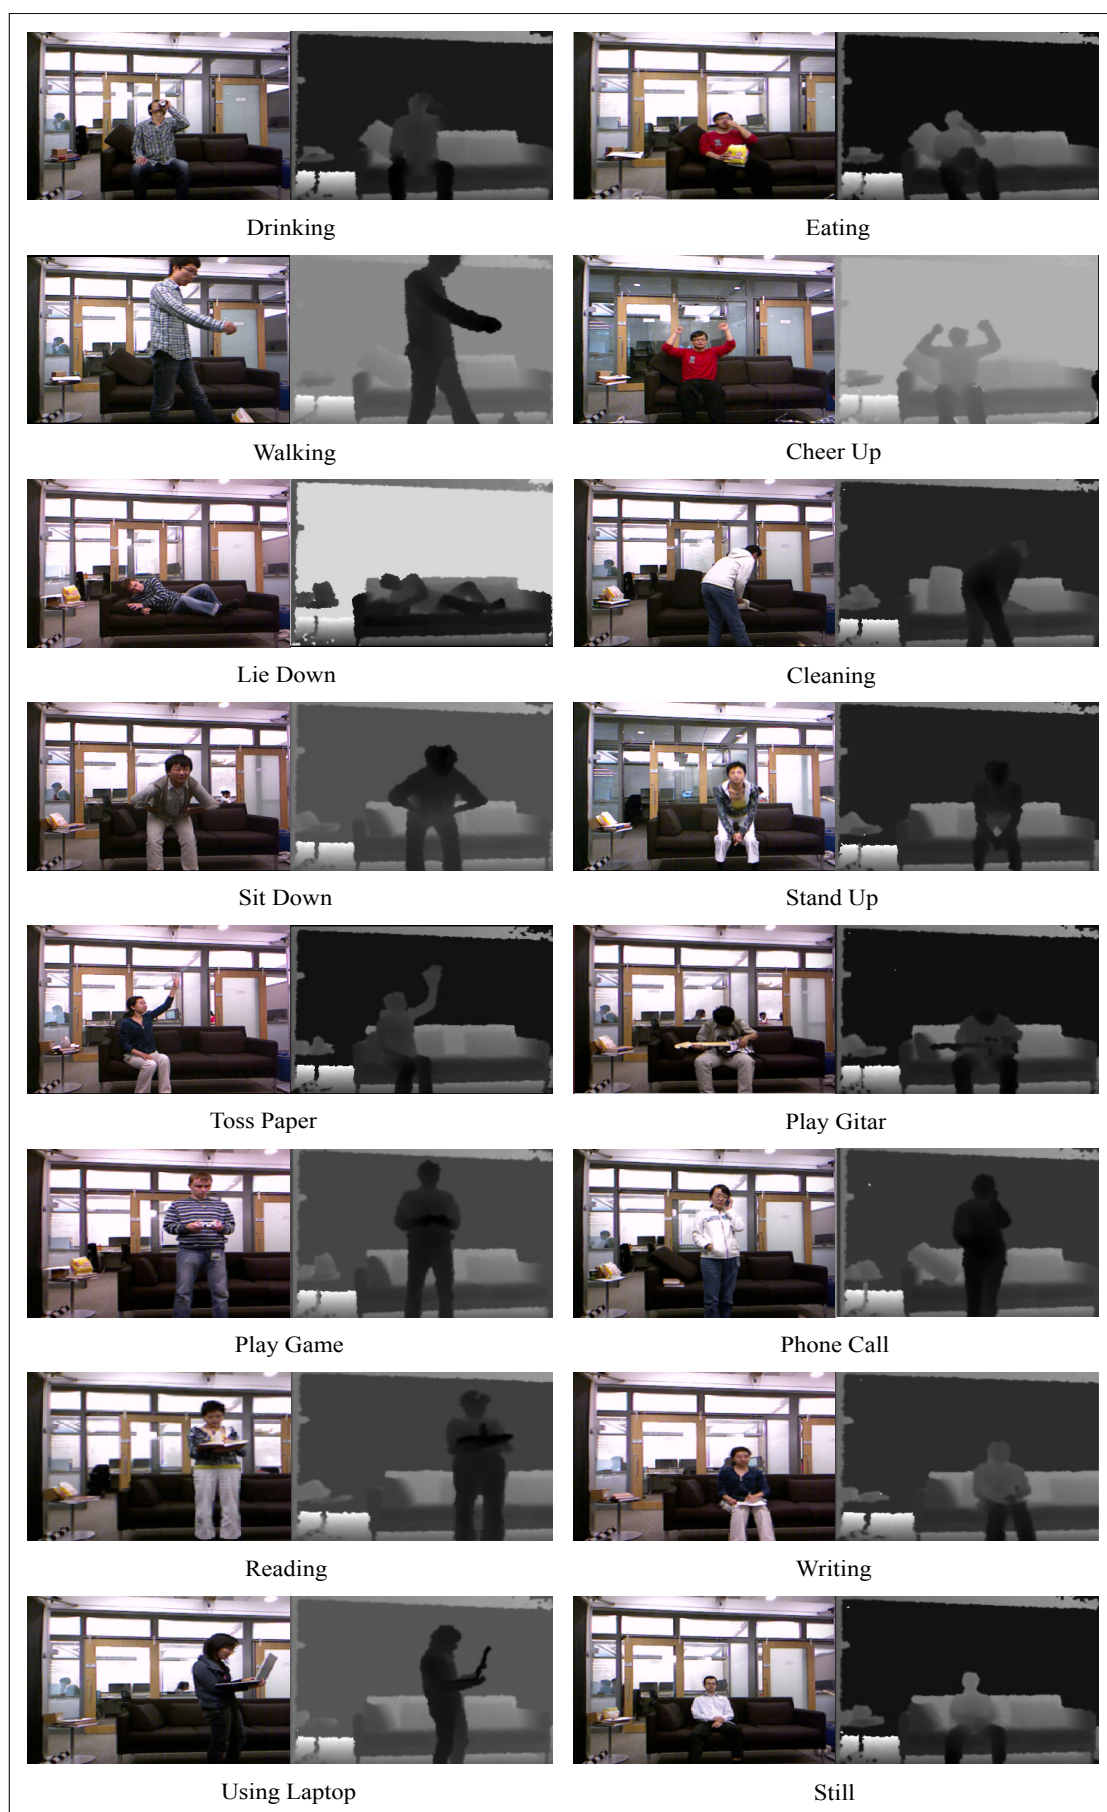 Drinking
Eating
Walking
Cheer Up
Lie Down
Cleaning
Sit Down
Stand Up
Toss Paper
Play Gitar
Play Game
Phone Call
Reading
Writing
Using Laptop
Still